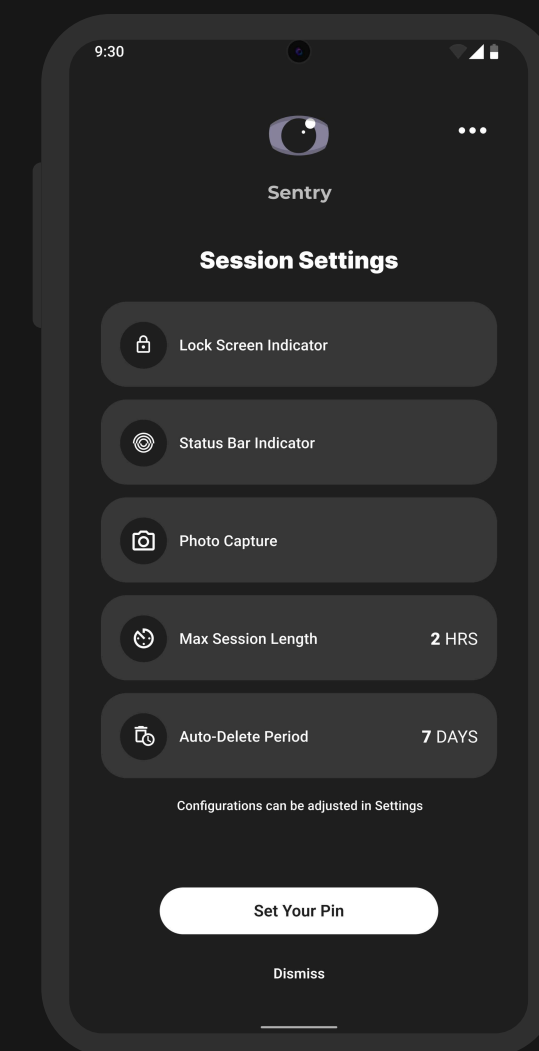 9:30
Sentry
Session Settings
Lock Screen Indicator
Status Bar Indicator
Photo Capture
Max Session Length 2 HRS
Auto-Delete Period 7 DAYS
Configurations can be adjusted in Settings
Set Your Pin
Dismiss